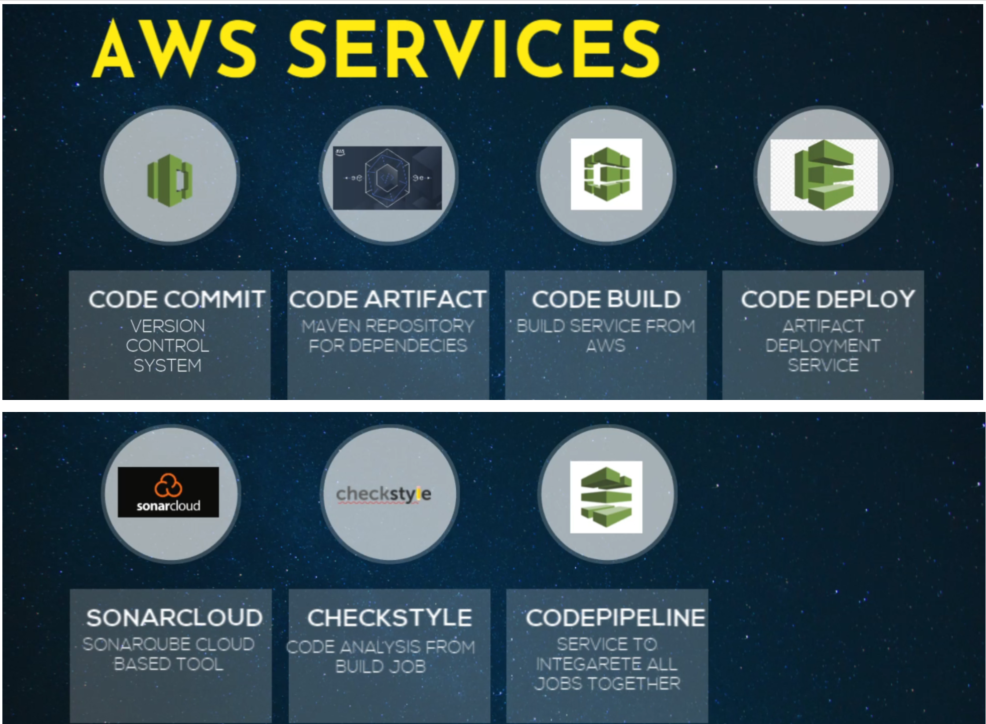 AWS SERVICES
aws
CODE COMMIT
VERSION
CONTROL
SYSTEM
CODE ARTIFACT
MAVEN REPOSITORY
FOR DEPENDECIES
CODE BUILD
BUILD SERVICE FROM
AWS
CODE DEPLOY
ARTIFACT
DEPLOYMENT
SERVICE
sonarcloud
checkstyle
SONARCLOUD
SONARQUBE CLOUD
BASED TOOL
CHECKSTYLE
CODE ANALYSIS FROM
BUILD JOB
CODEPIPELINE
SERVICE TO
INTEGARETE ALL
JOBS TOGETHER